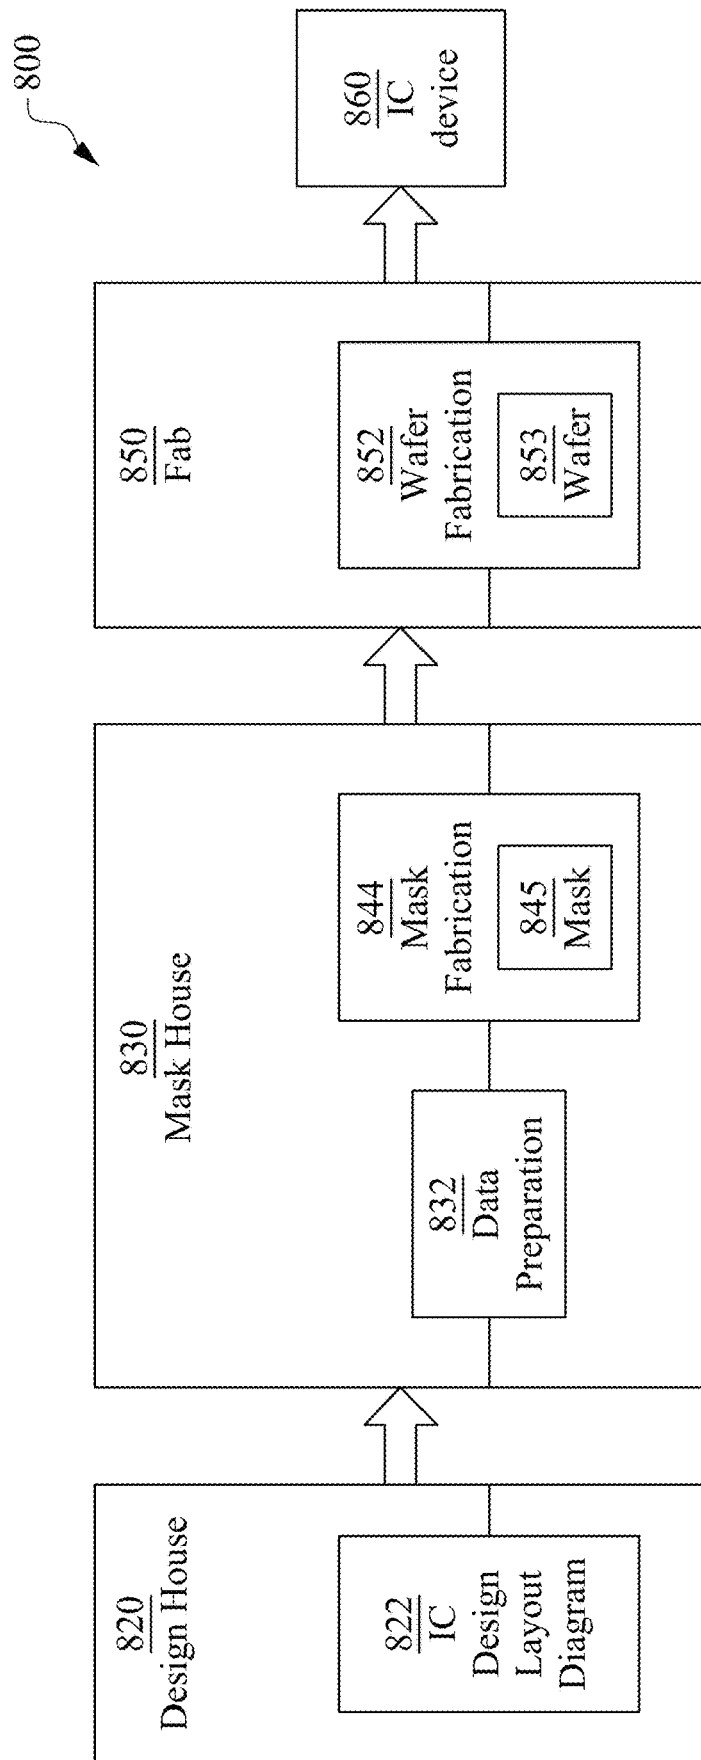 800
820
Design House
822
IC
Design
Layout
Diagram
830
Mask House
832
Data
Preparation
844
Mask
Fabrication
845
Mask
850
Fab
852
Wafer
Fabrication
853
Wafer
860
IC
device